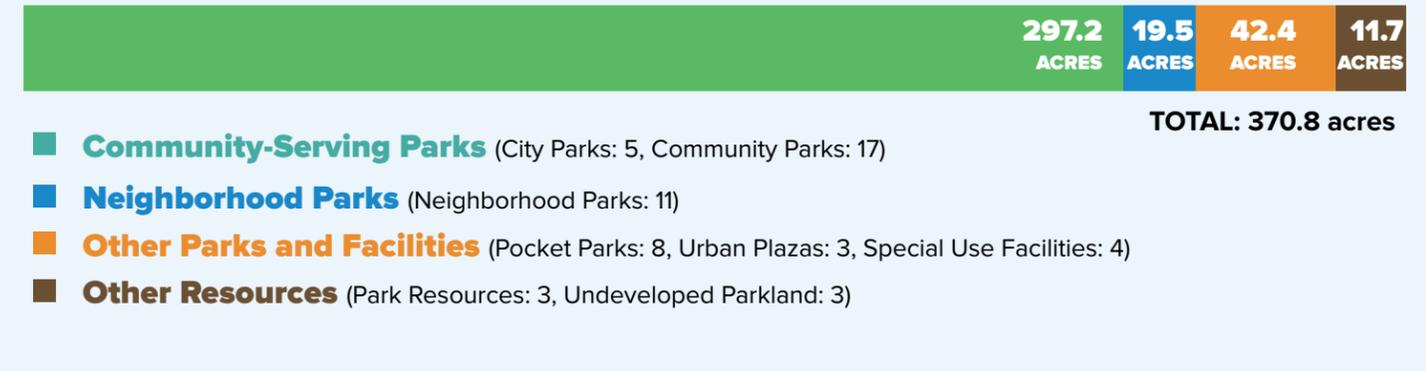 297.2 19.5 42.4 11.7
ACRES ACRES ACRES ACRES
TOTAL: 370.8 acres
Community-Serving Parks (City Parks: 5, Community Parks: 17)
Neighborhood Parks (Neighborhood Parks: 11)
Other Parks and Facilities (Pocket Parks: 8, Urban Plazas: 3, Special Use Facilities: 4)
Other Resources (Park Resources: 3, Undeveloped Parkland: 3)